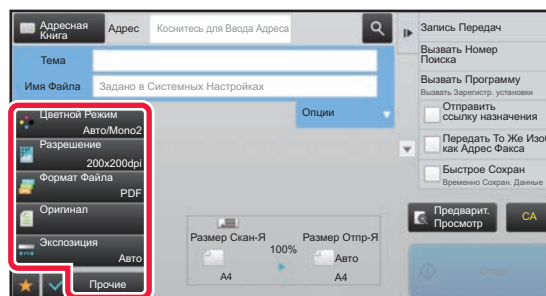 Адресная
Книга
Адрес
Коснитесь для Ввода Адреса
Тема
Имя Файла
Задано в Системных Настройках
Опции
Цветной Режим
Авто/Mono2
Разрешение
200x200dpi
Формат Файла
PDF
Оригинал
Экспозиция
Авто
Прочие
Размер Скан-Я
A4
100%
Размер Отпр-Я
Авто
A4
Запись Передач
Вызвать Номер
Поиска
Вызвать Программу
Вызвать Зарегистр. установки
Отправить
ссылку назначения
Передать То Же Изоб
как Адрес Факса
Быстрое Сохран
Временно Сохран. Данные
Предварит.
Просмотр
CA
Старт